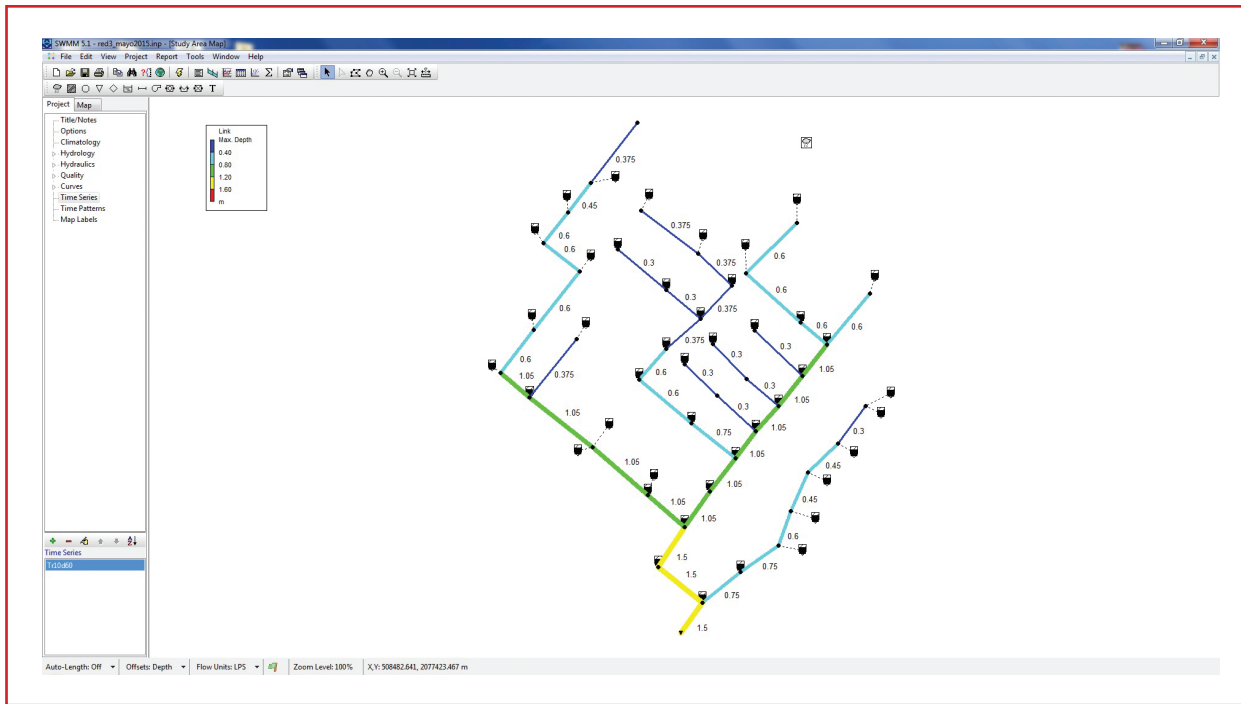 SWMM 5.1 - red3_mayo2015.inp - [Study Area Map]
File Edit View Project Report Tools Window Help
T
Project Map
Title/Notes
Options
Climatology
Hydrology
Hydraulics
Quality
Curves
Time Series
Time Patterns
Map Labels
Link
Max. Depth
0.40
0.80
1.20
1.60
m
0.375
0.45
0.375
0.6
0.6
0.375
0.3
0.6
0.3
0.6
0.375
0.6
0.6
0.6
0.375
0.3
0.6
0.3
1.05
0.375
0.6
0.3
1.05
0.6
0.3
1.05
0.3
1.05
0.75
1.05
0.3
1.05
0.45
1.05
1.05
0.45
1.05
0.6
1.5
0.75
1.5
0.75
1.5
Time Series
Tr10d60
Auto-Length: Off Offsets: Depth Flow Units: LPS Zoom Level: 100% X,Y: 508482.641, 2077423.467 m